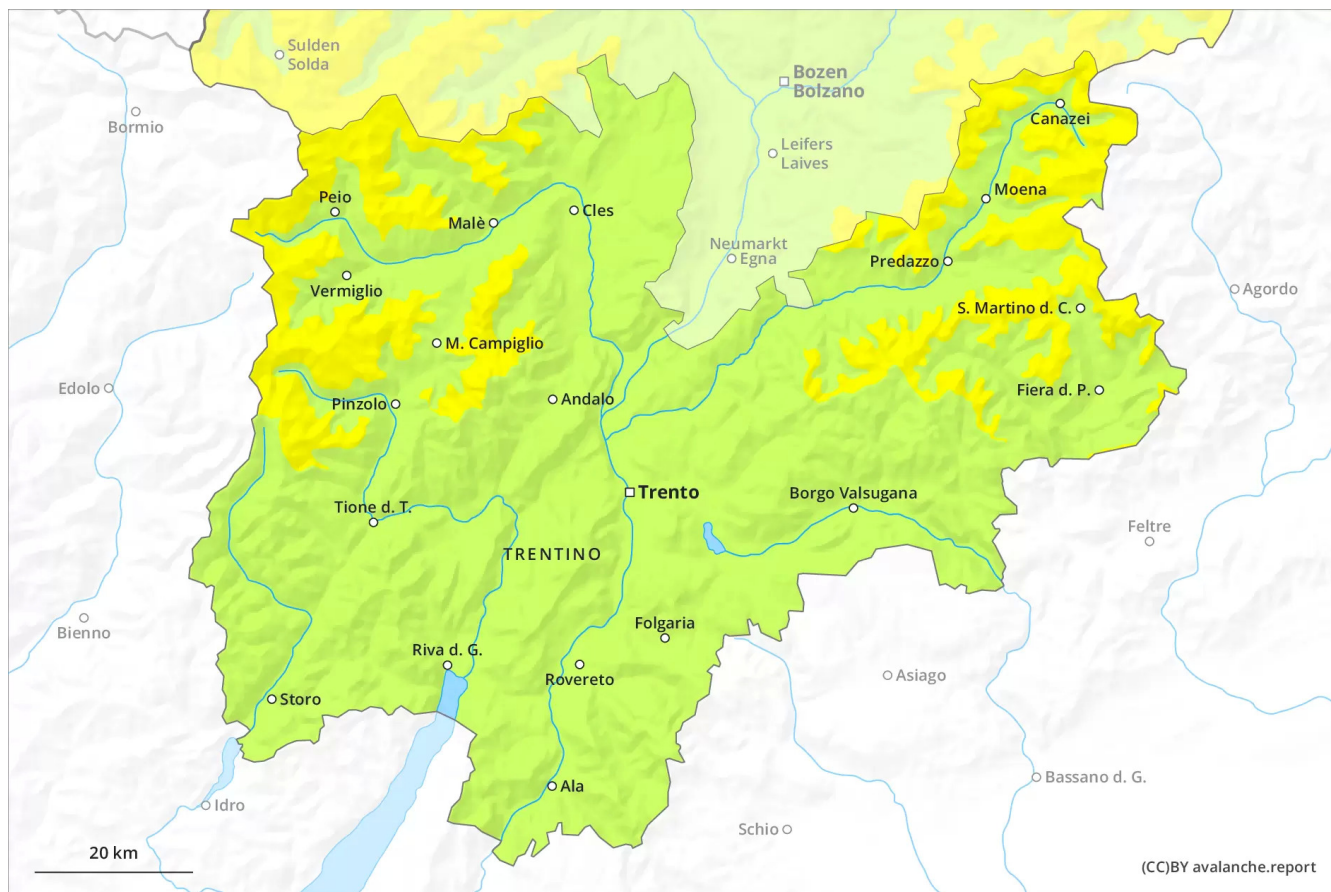 Sulden
Solda
Bozen
Bolzano
Bormio
Canazei
Leifers
Laives
Peio
Moena
Malè
Cles
Neumarkt
Egna
Predazzo
Vermiglio
Agordo
S. Martino d. C.
M. Campiglio
Edolo
Fiera d. P.
Andalo
Pinzolo
Trento
Borgo Valsugana
Tione d. T.
Feltre
TRENTINO
Bienno
Folgaria
Riva d. G.
Asiago
Rovereto
Storo
Bassano d. G.
Ala
Idro
Schio
20 km
(CC)BY avalanche.report